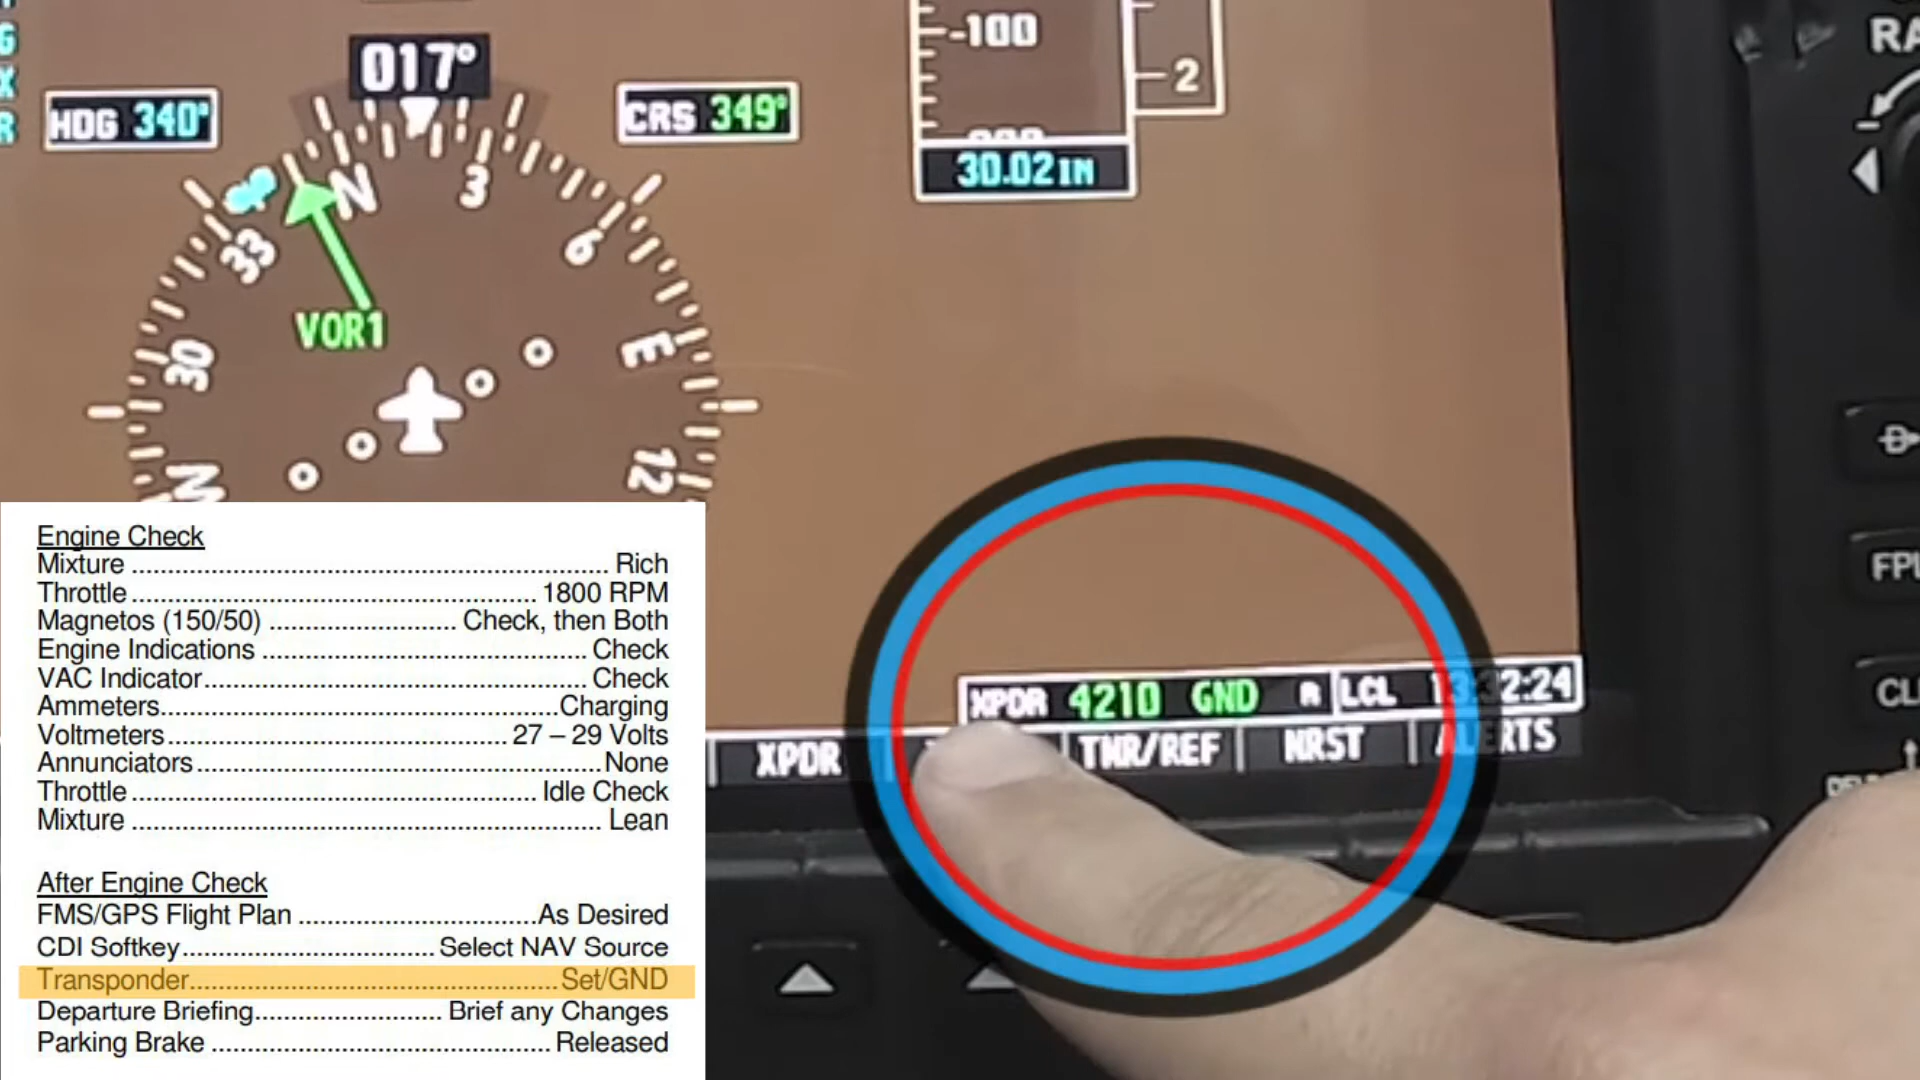 G
X
R
017°
HDG 340°
CRS 349°
-100
2
30.02IN
N
3
33
6
VOR1
30
E
12
XPDR 4210 GND R LCL 13:32:24
XPDR
TMR/REF
NRST
ALERTS
FPL
Engine Check
Mixture .................................................................. Rich
Throttle ........................................................ 1800 RPM
Magnetos (150/50) .......................... Check, then Both
Engine Indications ............................................. Check
VAC Indicator..................................................... Check
Ammeters....................................................... Charging
Voltmeters ............................................... 27 – 29 Volts
Annunciators......................................................... None
Throttle ........................................................ Idle Check
Mixture ................................................................. Lean
After Engine Check
FMS/GPS Flight Plan .................................As Desired
CDI Softkey................................... Select NAV Source
Transponder................................................... Set/GND
Departure Briefing.......................... Brief any Changes
Parking Brake ............................................... Released